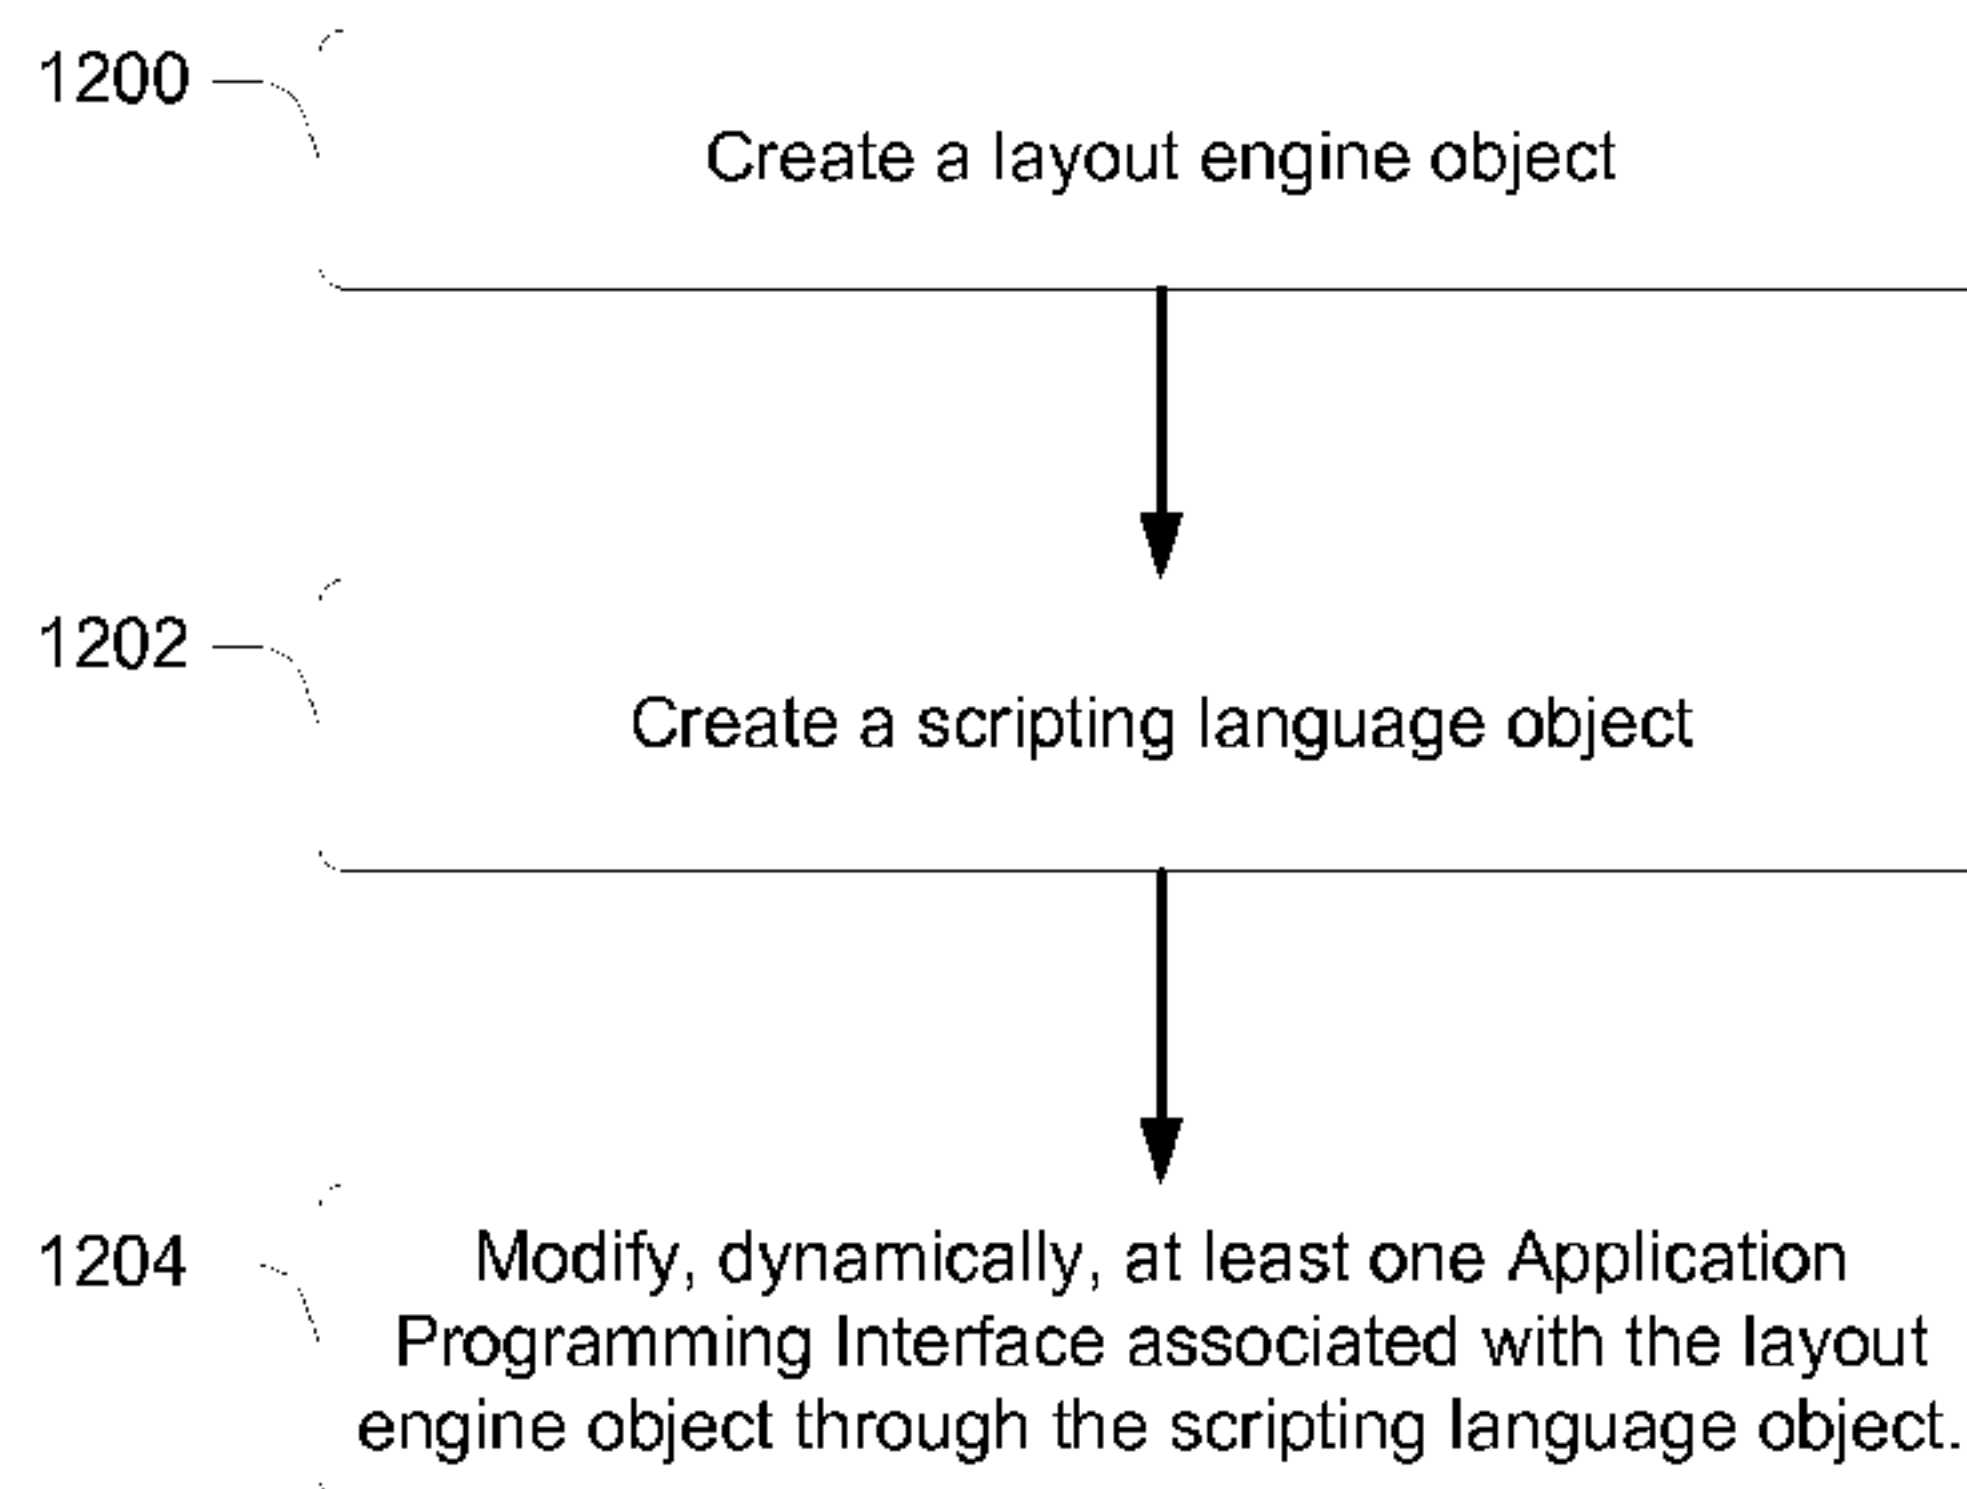 1200
Create a layout engine object
1202
Create a scripting language object
1204
Modify, dynamically, at least one Application
Programming Interface associated with the layout
engine object through the scripting language object.